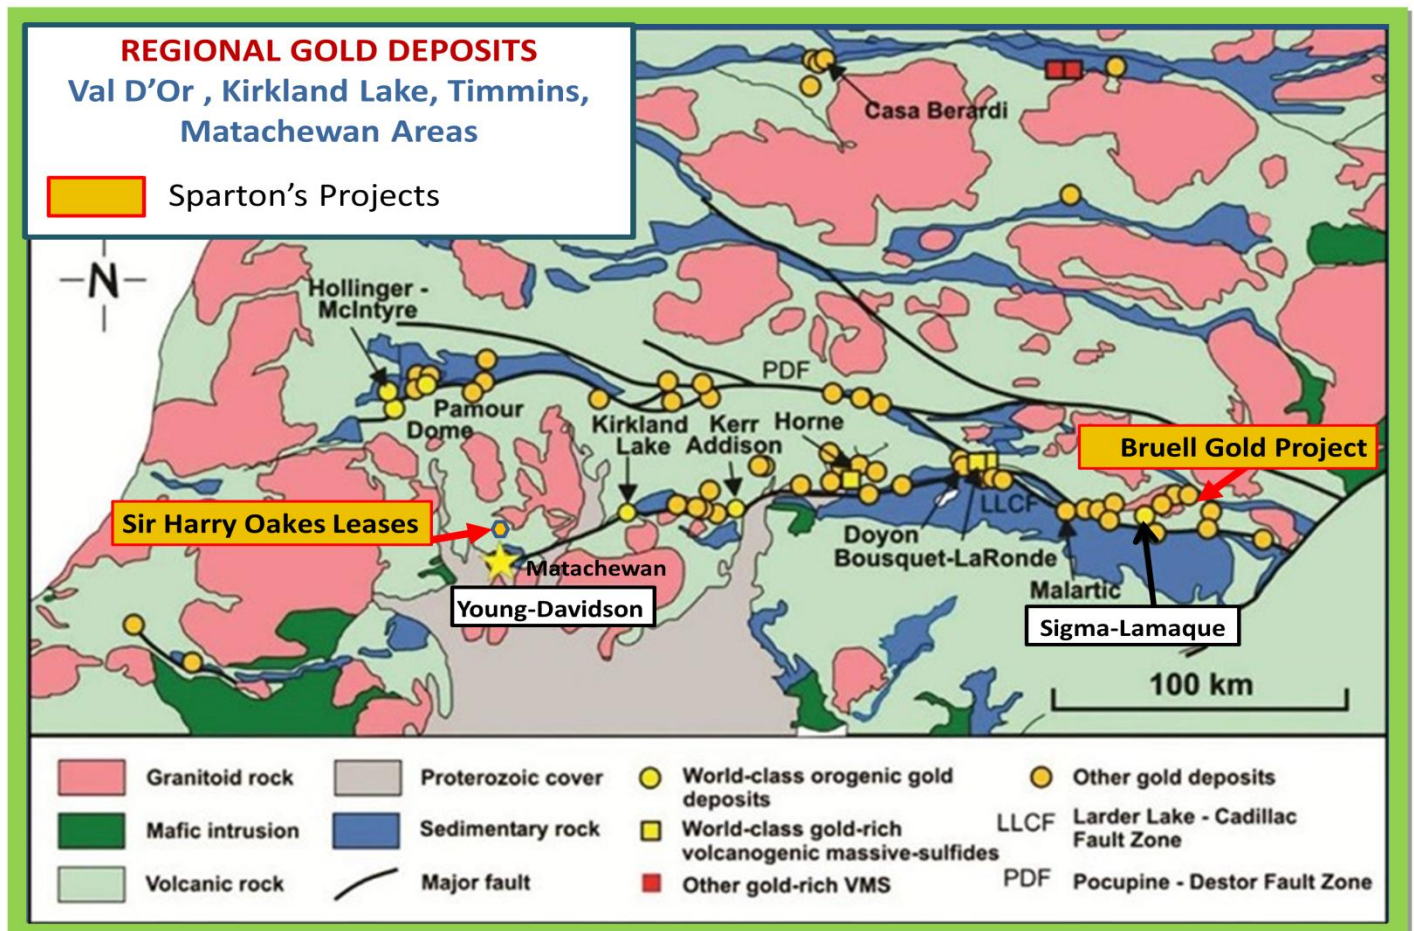 REGIONAL GOLD DEPOSITS
Val D’Or , Kirkland Lake, Timmins,
Matachewan Areas
Sparton’s Projects
N
Casa Berardi
Hollinger -
McIntyre
PDF
Pamour
Dome
Kirkland
Lake
Kerr
Addison
Horne
Bruell Gold Project
Sir Harry Oakes Leases
LLCF
Doyon
Bousquet-LaRonde
Matachewan
Malartic
Young-Davidson
Sigma-Lamaque
100 km
Granitoid rock
Mafic intrusion
Volcanic rock
Proterozoic cover
Sedimentary rock
Major fault
World-class orogenic gold
deposits
World-class gold-rich
volcanogenic massive-sulfides
Other gold-rich VMS
Other gold deposits
LLCF Larder Lake - Cadillac
Fault Zone
PDF Pocupine - Destor Fault Zone